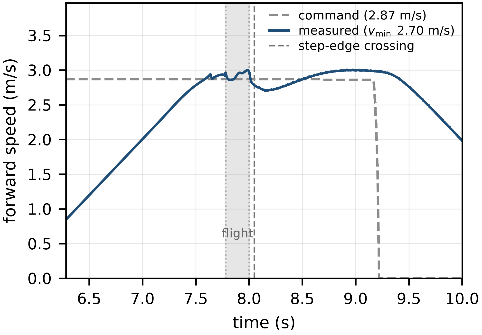 command (2.87 m/s)
measured (vmin 2.70 m/s)
step-edge crossing
forward speed (m/s)
3.5
3.0
2.5
2.0
1.5
1.0
0.5
0.0
flight
6.5 7.0 7.5 8.0 8.5 9.0 9.5 10.0
time (s)